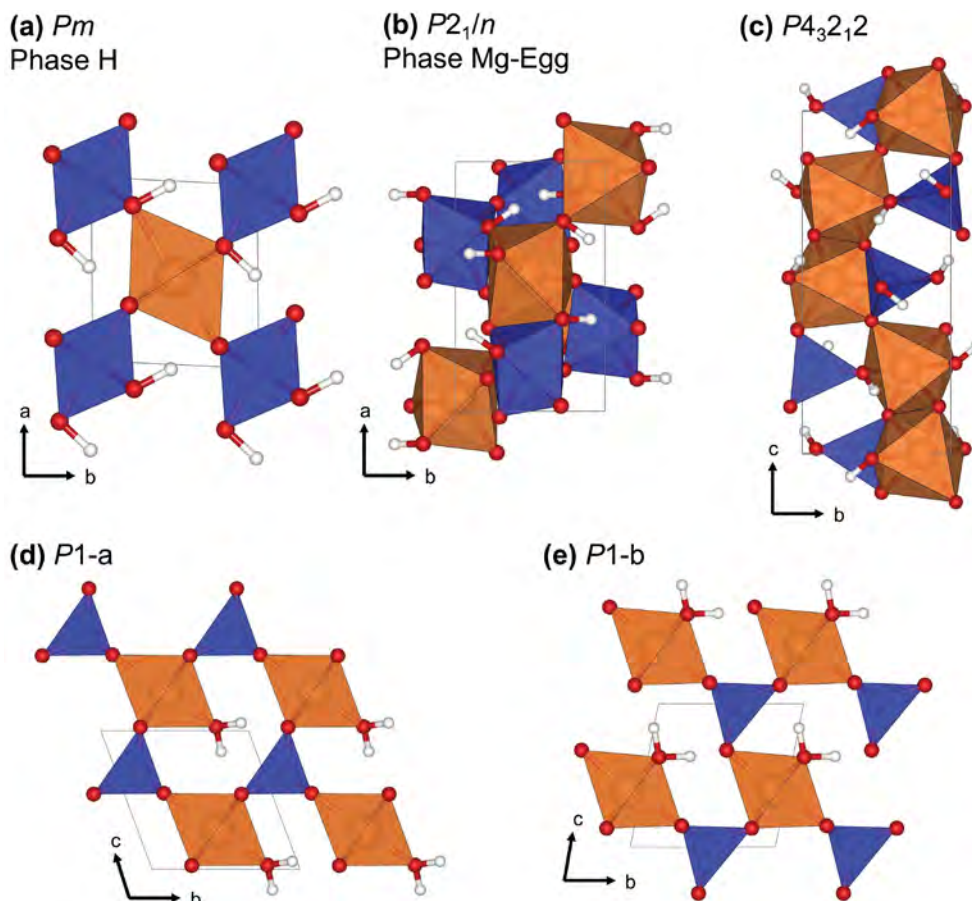 (a) Pm
Phase H
(b) P2₁/n
Phase Mg-Egg
(c) P4₃2₁2
a
b
a
b
c
b
(d) P1-a
(e) P1-b
c
b
c
b